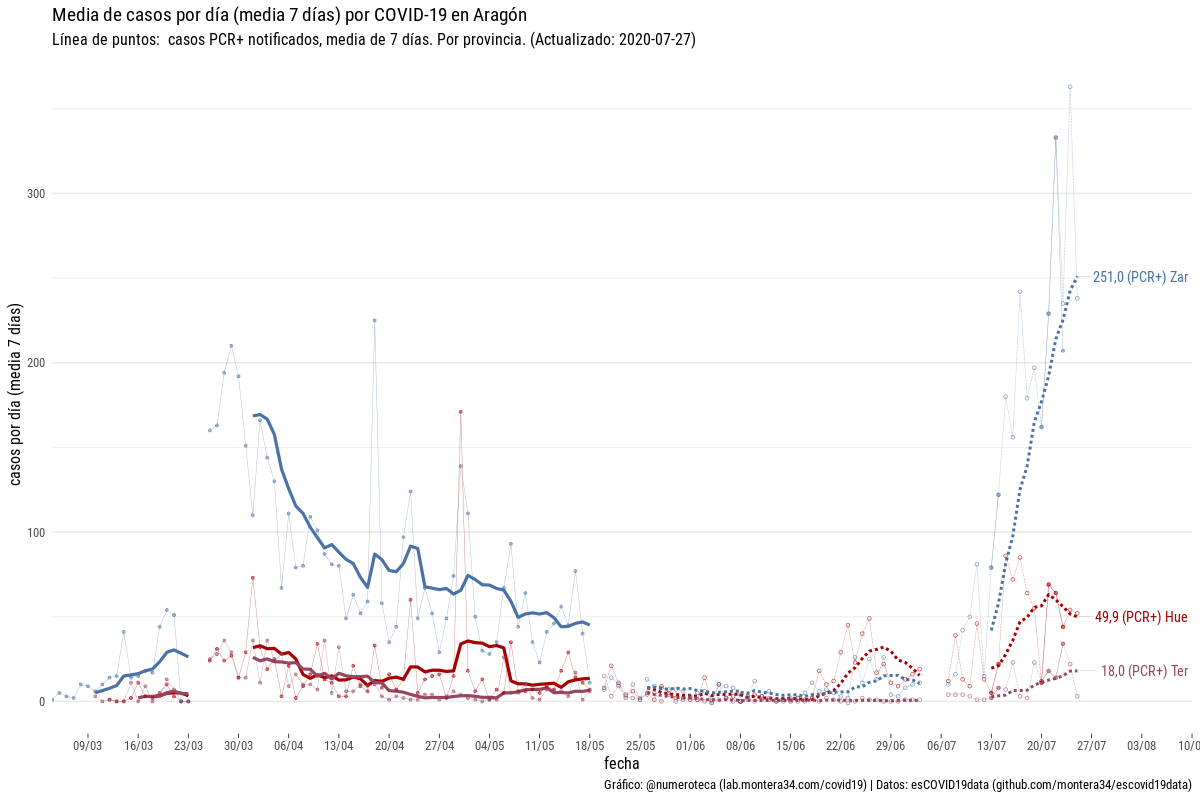 Media de casos por día (media 7 días) por COVID-19 en Aragón
Línea de puntos:  casos PCR+ notificados, media de 7 días. Por provincia. (Actualizado: 2020-07-27)
casos por día (media 7 días)
300
200
100
0
251,0 (PCR+) Zar
49,9 (PCR+) Hue
18,0 (PCR+) Ter
09/03 16/03 23/03 30/03 06/04 13/04 20/04 27/04 04/05 11/05 18/05 25/05 01/06 08/06 15/06 22/06 29/06 06/07 13/07 20/07 27/07 03/08 10/0
fecha
Gráfico: @numeroteca (lab.montera34.com/covid19) | Datos: esCOVID19data (github.com/montera34/escovid19data)